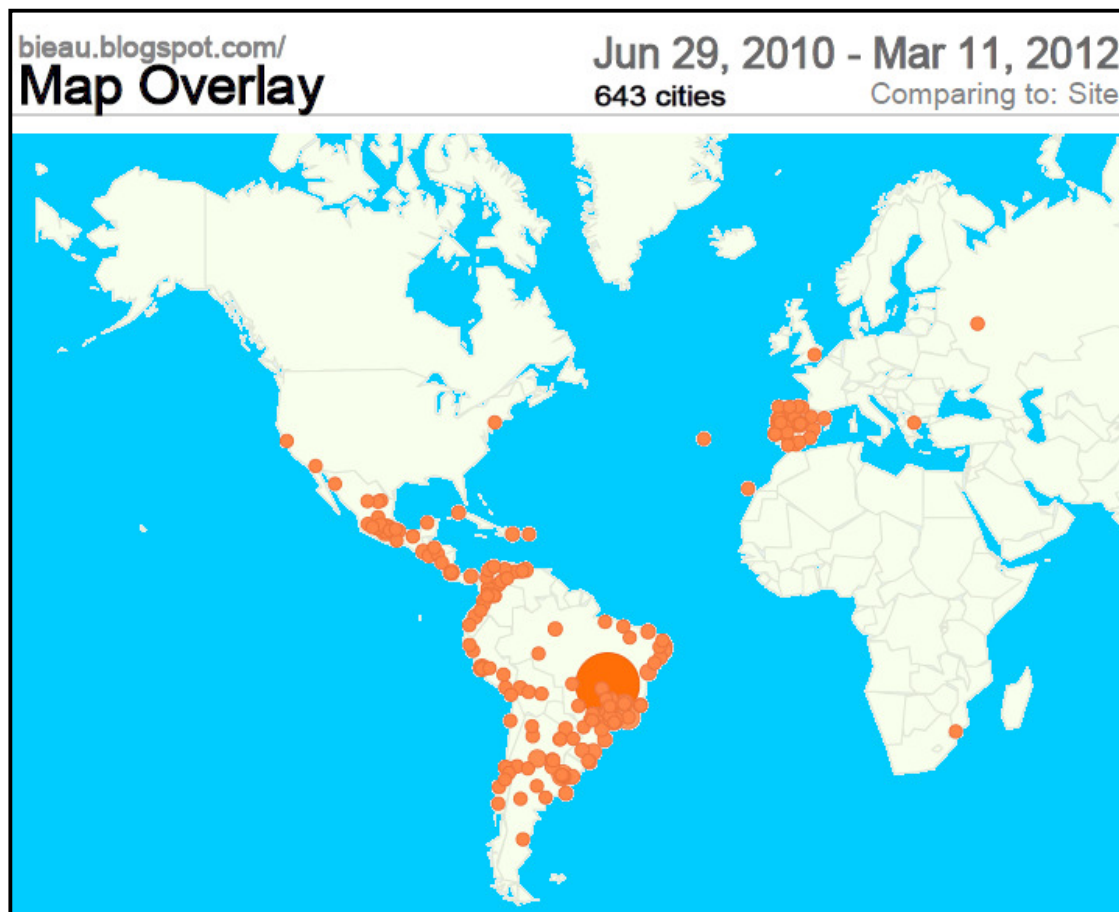 bieau.blogspot.com/
Map Overlay
Jun 29, 2010 - Mar 11, 2012
643 cities
Comparing to: Site